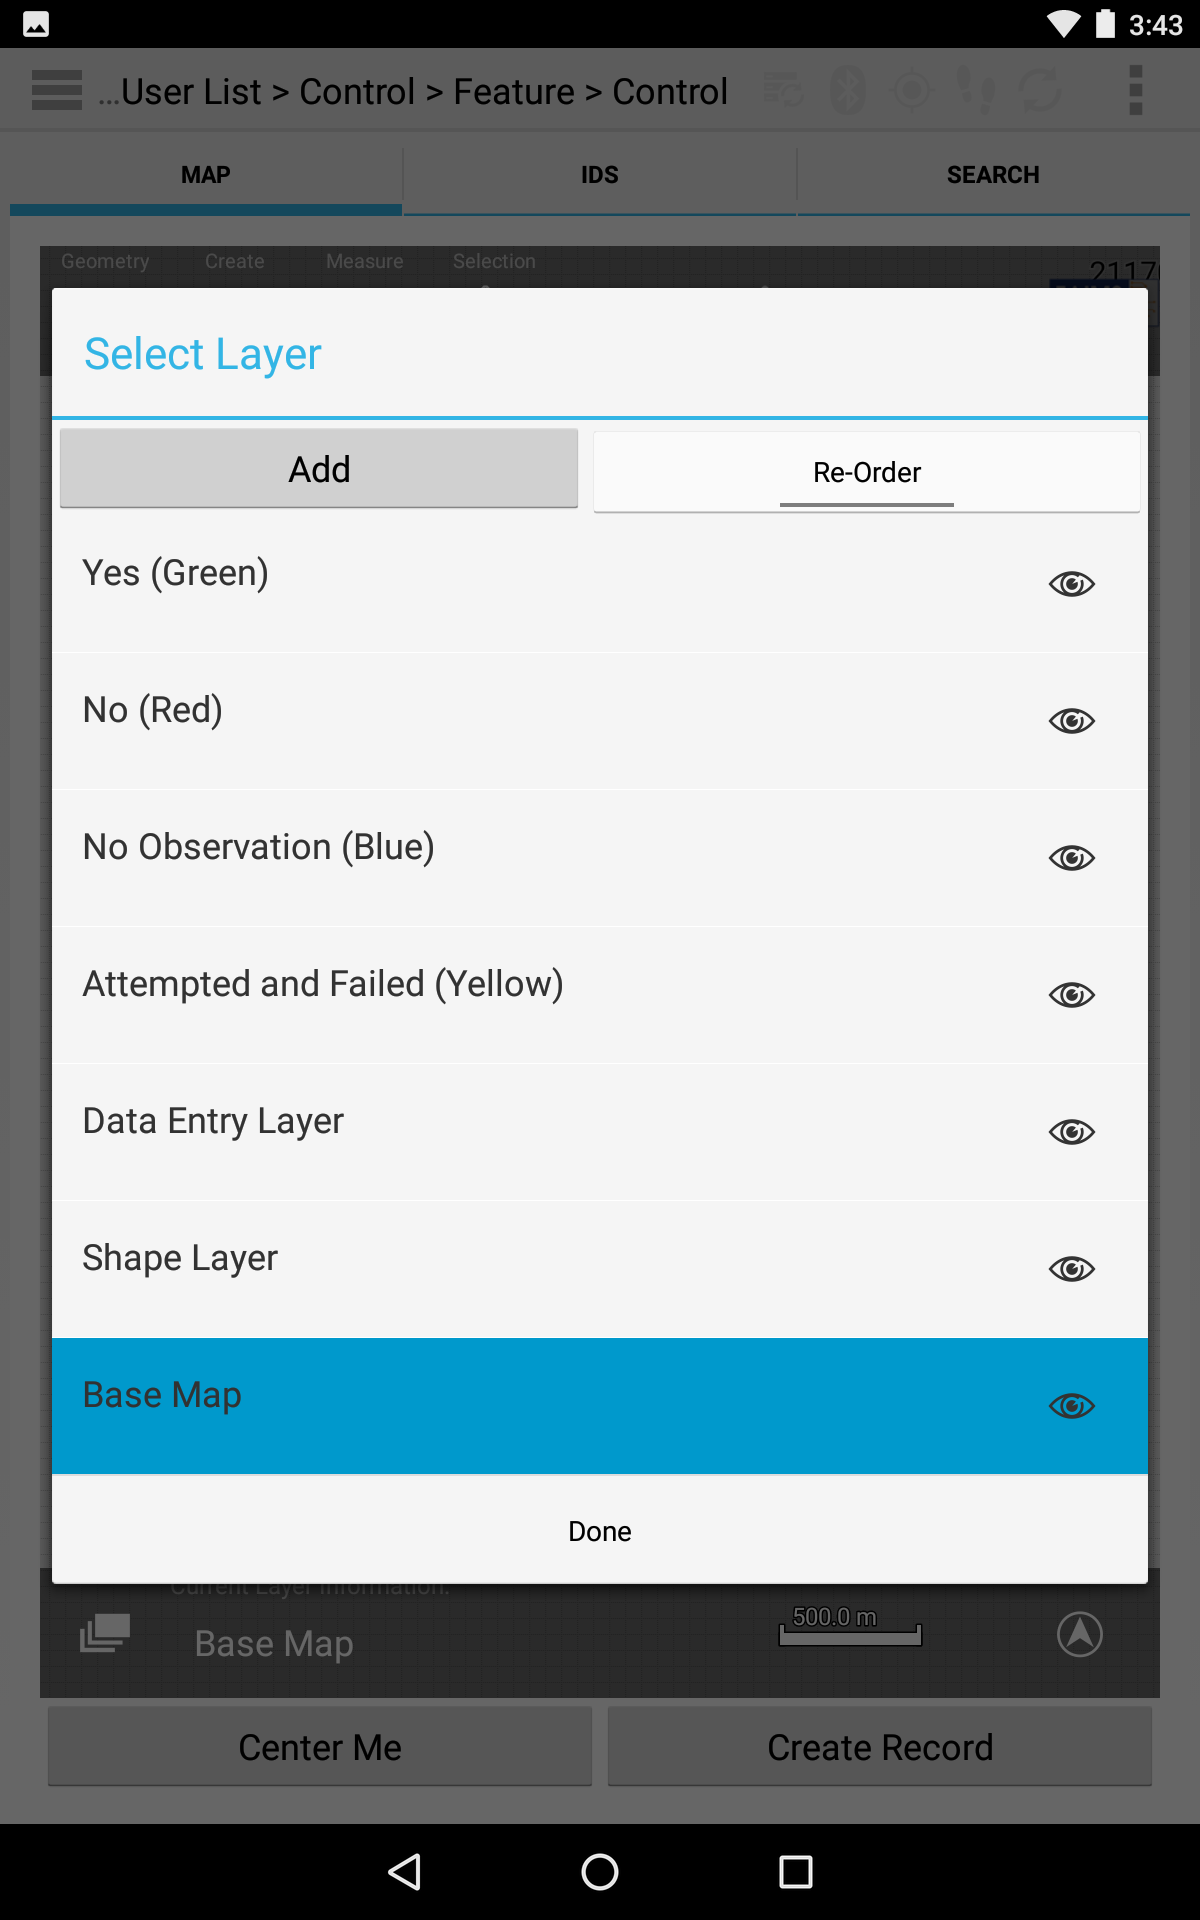 3:43
...User List > Control > Feature > Control
MAP
IDS
SEARCH
Geometry
Create
Measure
Selection
2117
Select Layer
Add
Re-Order
Yes (Green)
No (Red)
No Observation (Blue)
Attempted and Failed (Yellow)
Data Entry Layer
Shape Layer
Base Map
Done
Current Layer Information:
Base Map
500.0 m
Center Me
Create Record